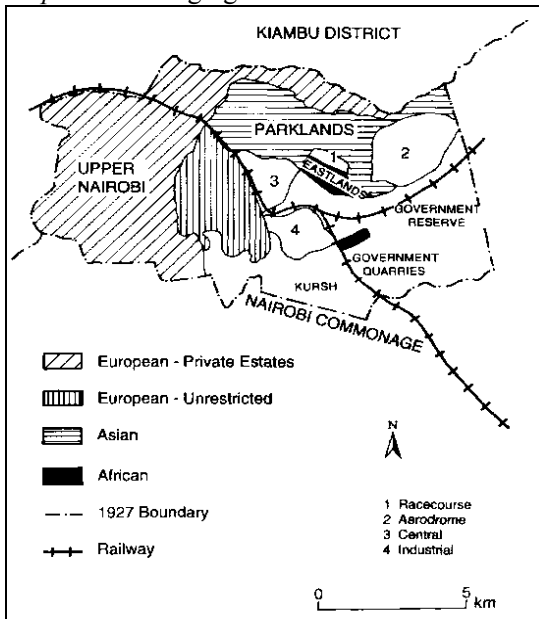 KIAMBU DISTRICT
PARKLANDS
UPPER
NAIROBI
1
2
EASTLANDS
3
GOVERNMENT
RESERVE
4
GOVERNMENT
QUARRIES
KURSH
NAIROBI COMMONAGE
European - Private Estates
European - Unrestricted
Asian
African
1927 Boundary
Railway
N
1 Racecourse
2 Aerodrome
3 Central
4 Industrial
0 5
km